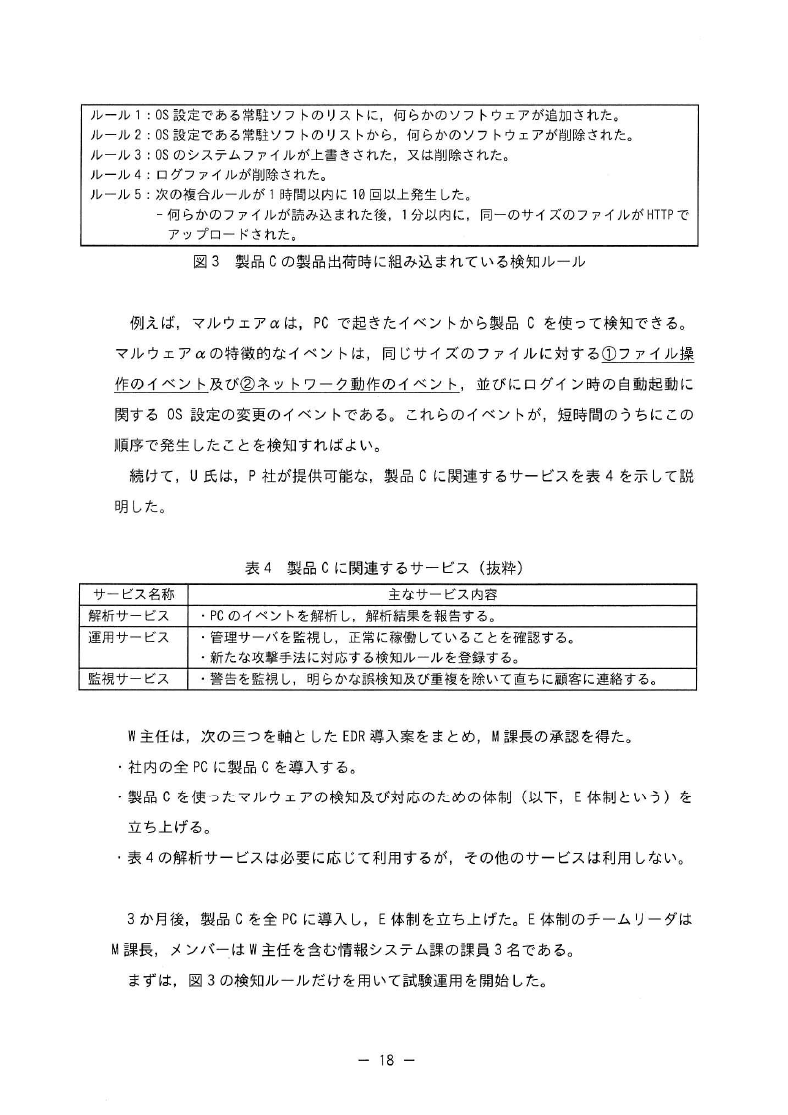 ルール1：OS設定である常駐ソフトのリストに，何らかのソフトウェアが追加された。
ルール2：OS設定である常駐ソフトのリストから，何らかのソフトウェアが削除された。
ルール3：OSのシステムファイルが上書きされた，又は削除された。
ルール4：ログファイルが削除された。
ルール5：次の複合ルールが1時間以内に10回以上発生した。
－何らかのファイルが読み込まれた後，1分以内に，同一のサイズのファイルがHTTPで
アップロードされた。
図3　製品Cの製品出荷時に組み込まれている検知ルール
例えば，マルウェアαは，PCで起きたイベントから製品Cを使って検知できる。
マルウェアαの特徴的なイベントは，同じサイズのファイルに対する①ファイル操
作のイベント及び②ネットワーク動作のイベント，並びにログイン時の自動起動に
関するOS設定の変更のイベントである。これらのイベントが，短時間のうちにこの
順序で発生したことを検知すればよい。
続けて，U氏は，P社が提供可能な，製品Cに関連するサービスを表4を示して説
明した。
表4　製品Cに関連するサービス（抜粋）
サービス名称　主なサービス内容
解析サービス　・PCのイベントを解析し，解析結果を報告する。
運用サービス　・管理サーバを監視し，正常に稼働していることを確認する。
・新たな攻撃手法に対応する検知ルールを登録する。
監視サービス　・警告を監視し，明らかな誤検知及び重複を除いて直ちに顧客に連絡する。
W主任は，次の三つを軸としたEDR導入案をまとめ，M課長の承認を得た。
・社内の全PCに製品Cを導入する。
・製品Cを使ったマルウェアの検知及び対応のための体制（以下，E体制という）を
立ち上げる。
・表4の解析サービスは必要に応じて利用するが，その他のサービスは利用しない。
3か月後，製品Cを全PCに導入し，E体制を立ち上げた。E体制のチームリーダは
M課長，メンバーはW主任を含む情報システム課の課員3名である。
まずは，図3の検知ルールだけを用いて試験運用を開始した。
－ 18 －